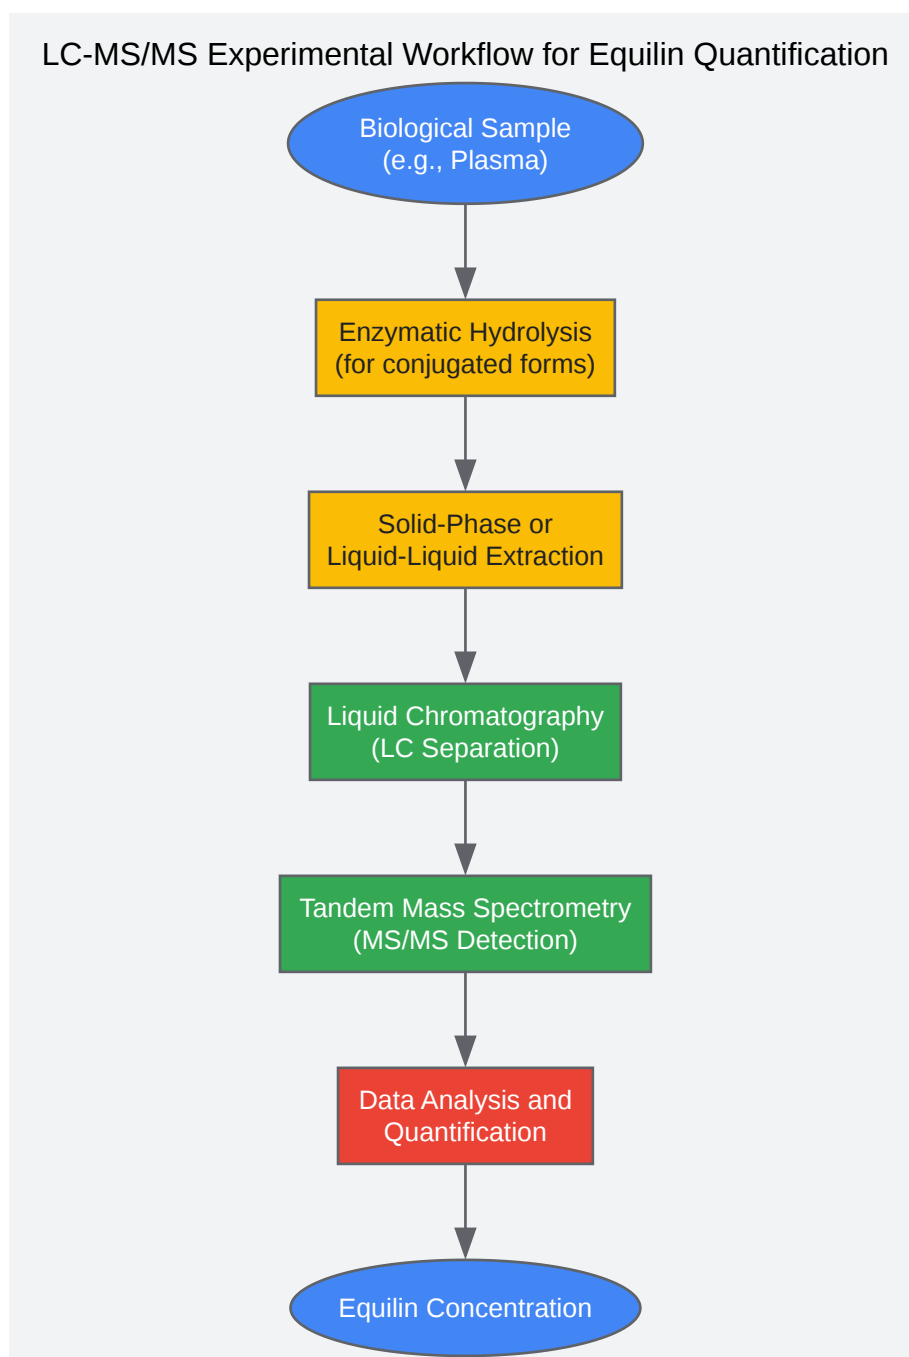 LC-MS/MS Experimental Workflow for Equilin Quantification
Biological Sample
(e.g., Plasma)
Enzymatic Hydrolysis
(for conjugated forms)
Solid-Phase or
Liquid-Liquid Extraction
Liquid Chromatography
(LC Separation)
Tandem Mass Spectrometry
(MS/MS Detection)
Data Analysis and
Quantification
Equilin Concentration